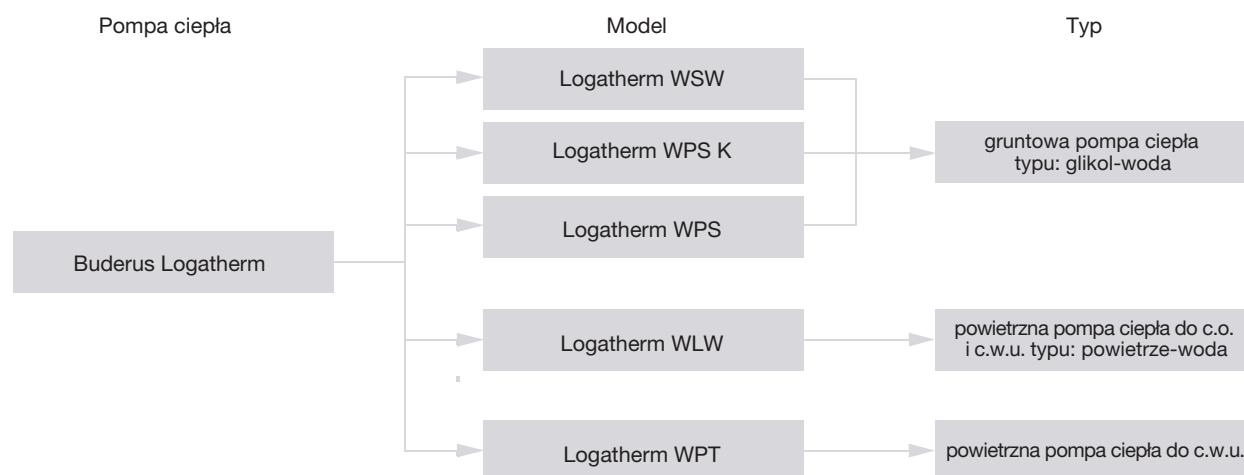 Pompa ciepła
Model
Typ
Logatherm WSW
Logatherm WPS K
gruntowa pompa ciepła
typu: glikol-woda
Logatherm WPS
Buderus Logatherm
Logatherm WLW
powietrzna pompa ciepła do c.o.
i c.w.u. typu: powietrze-woda
Logatherm WPT
powietrzna pompa ciepła do c.w.u.